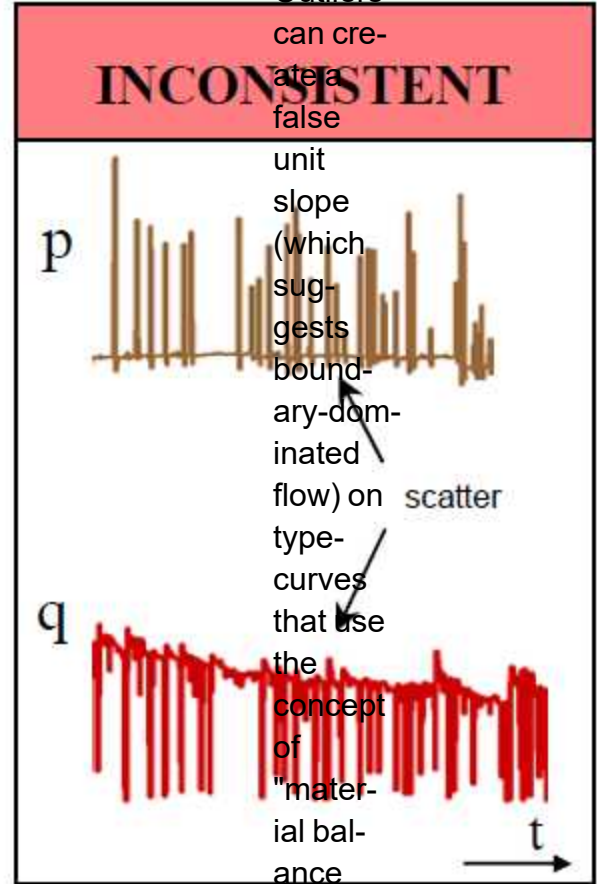 Outliers
can cre-
ate a
INCONSISTENT
false
unit
slope
p
(which
sug-
gests
bound-
ary-dom-
inated
flow) on
scatter
type-
curves
q
that use
the
concept
of
"mater-
ial bal-
t
ance